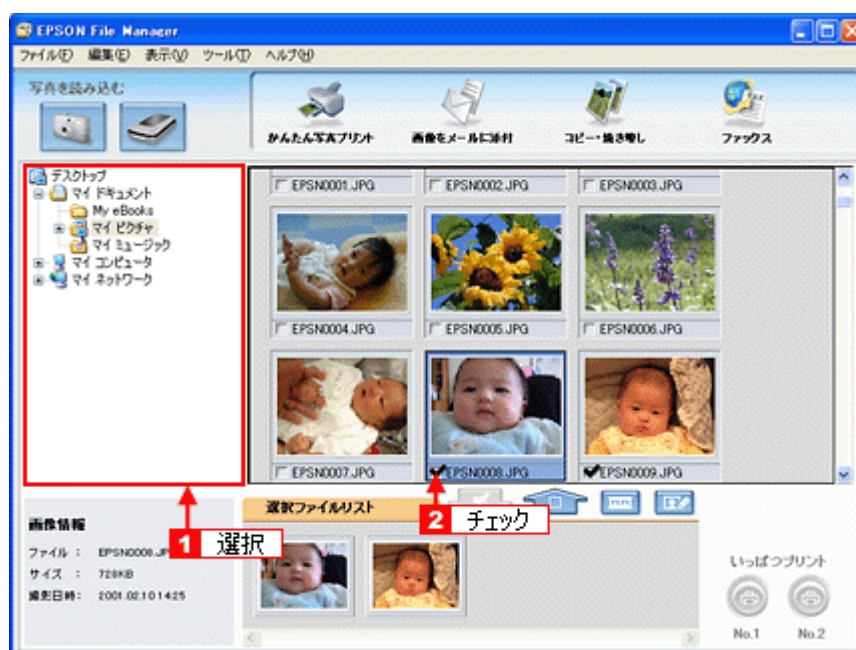 EPSON File Manager
ファイル(F) 編集(E) 表示(V) ツール(T) ヘルプ(H)
写真を読み込む
かんたん写真プリント 画像をメールに添付 コピー・焼き増し ファックス
デスクトップ
マイ ドキュメント
My eBooks
マイ ピクチャ
マイ ミュージック
マイ コンピュータ
マイ ネットワーク
EPSN0001.JPG EPSN0002.JPG EPSN0003.JPG
EPSN0004.JPG EPSN0005.JPG EPSN0006.JPG
EPSN0007.JPG EPSN0008.JPG EPSN0009.JPG
1 選択
2 チェック
選択ファイルリスト
画像情報
ファイル : EPSN0008.JP
サイズ : 728KB
撮影日時: 2001.02.10 14:25
いっぱつプリント
No.1 No.2